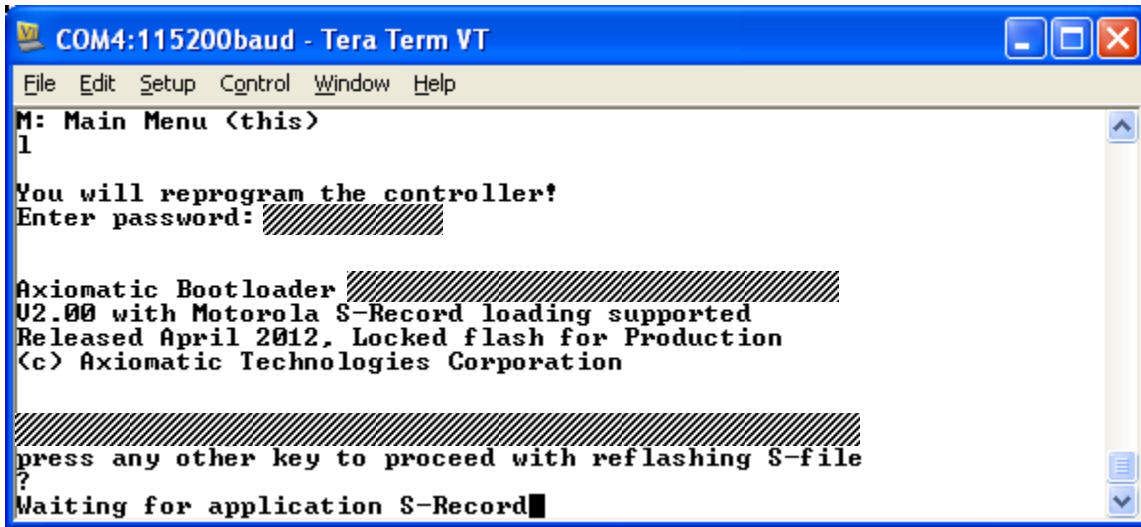 COM4:115200baud - Tera Term VT
File Edit Setup Control Window Help
M: Main Menu (this)
l
You will reprogram the controller!
Enter password:
Axiomatic Bootloader
V2.00 with Motorola S-Record loading supported
Released April 2012, Locked flash for Production
(c) Axiomatic Technologies Corporation
press any other key to proceed with reflashing S-file
?
Waiting for application S-Record